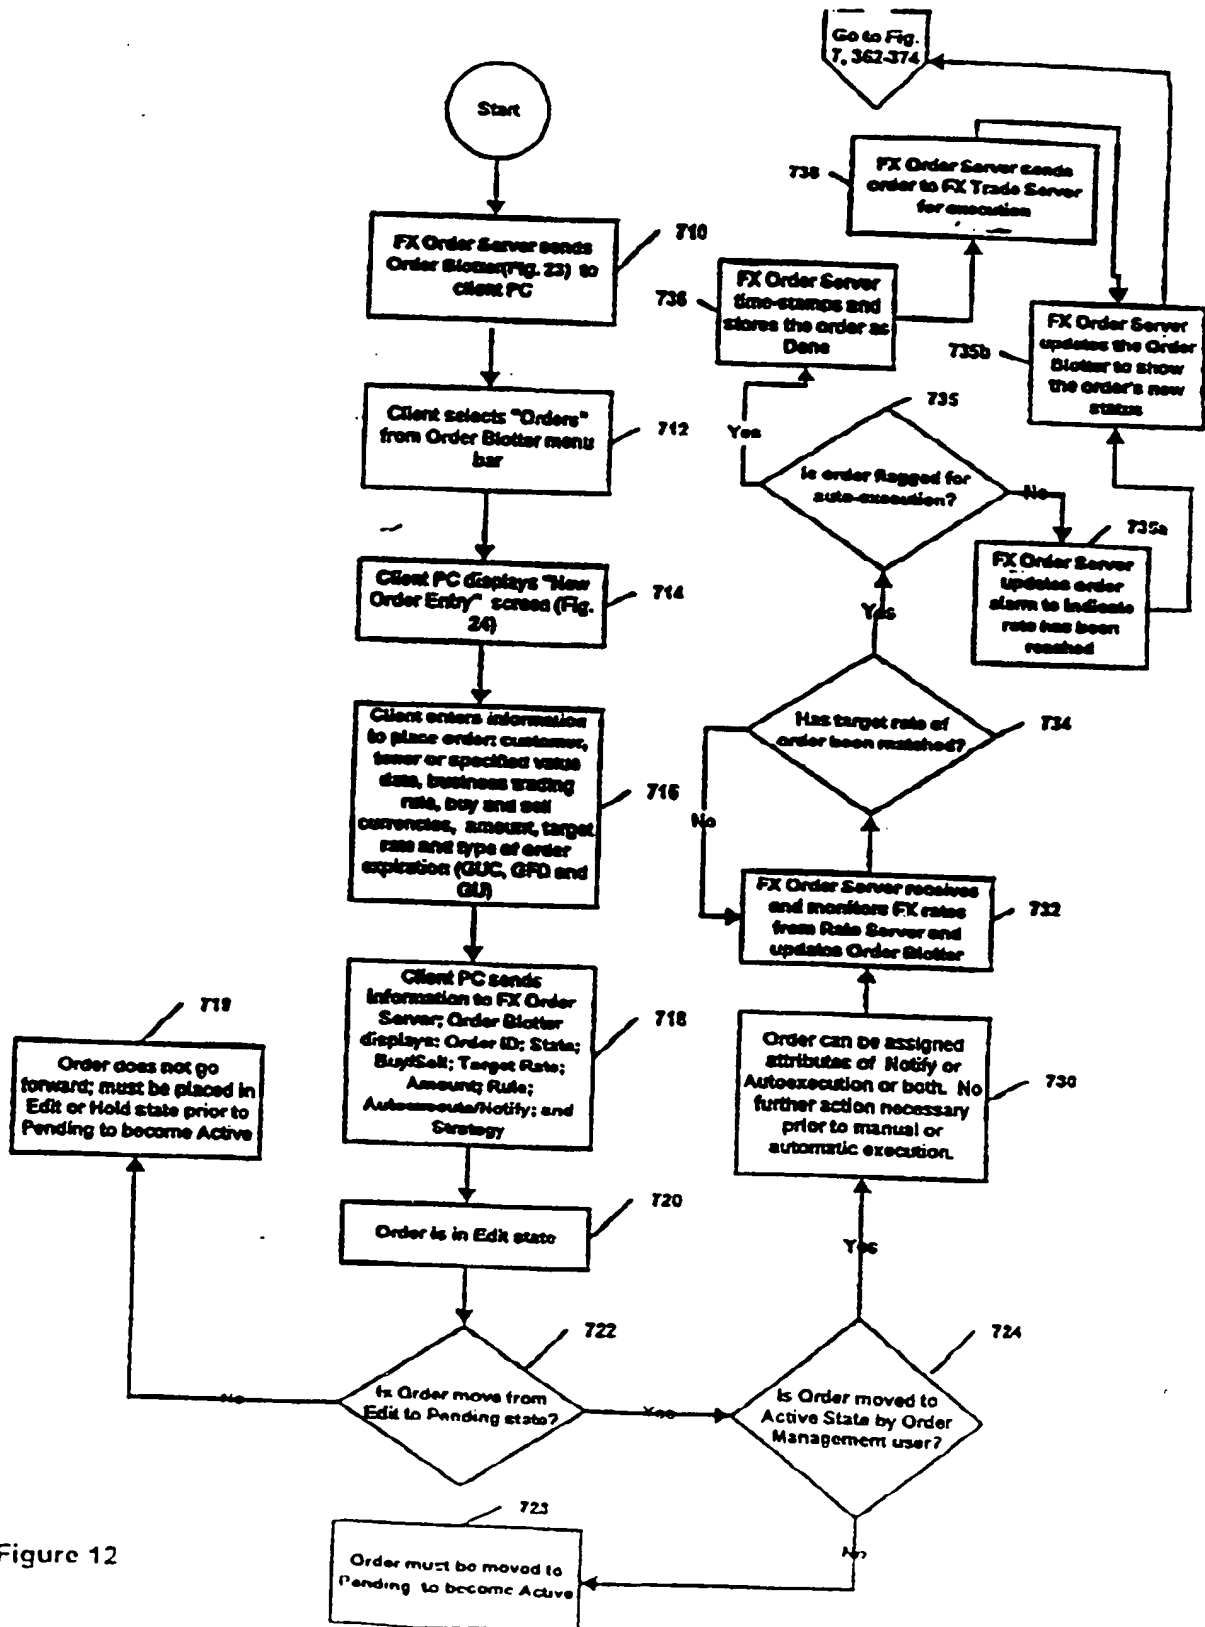 Go to Fig.
7, 362-374
Start
FX Order Server sends
Order Blotter(Fig. 23) to
client PC
710
Client selects "Orders"
from Order Blotter menu
bar
712
Client PC displays "New
Order Entry" screen (Fig.
24)
714
Client enters information
to place order: customer,
tenor or specified value
date, business trading
rule, buy and sell
currencies, amount, target
rate and type of order
expiration (GUC, GFD and
GU)
716
Client PC sends
Information to FX Order
Server; Order Blotter
displays: Order ID; State;
Buy/Sell; Target Rate;
Amount; Rule;
Autoexecute/Notify; and
Strategy
718
719
Order does not go
forward; must be placed in
Edit or Hold state prior to
Pending to become Active
Order is in Edit state
720
Is Order move from
Edit to Pending state?
722
No
Yes
723
Order must be moved to
Pending to become Active
Is Order moved to
Active State by Order
Management user?
724
No
Yes
Order can be assigned
attributes of Notify or
Autoexecution or both. No
further action necessary
prior to manual or
automatic execution.
730
FX Order Server receives
and monitors FX rates
from Rate Server and
updates Order Blotter
732
Has target rate of
order been matched?
734
No
Yes
Is order flagged for
auto-execution?
735
Yes
No
735a
FX Order Server
updates order
alarm to indicate
rate has been
reached
735b
FX Order Server
updates the Order
Blotter to show
the order's new
status
736
FX Order Server
time-stamps and
stores the order as
Done
738
FX Order Server sends
order to FX Trade Server
for execution
Figure 12